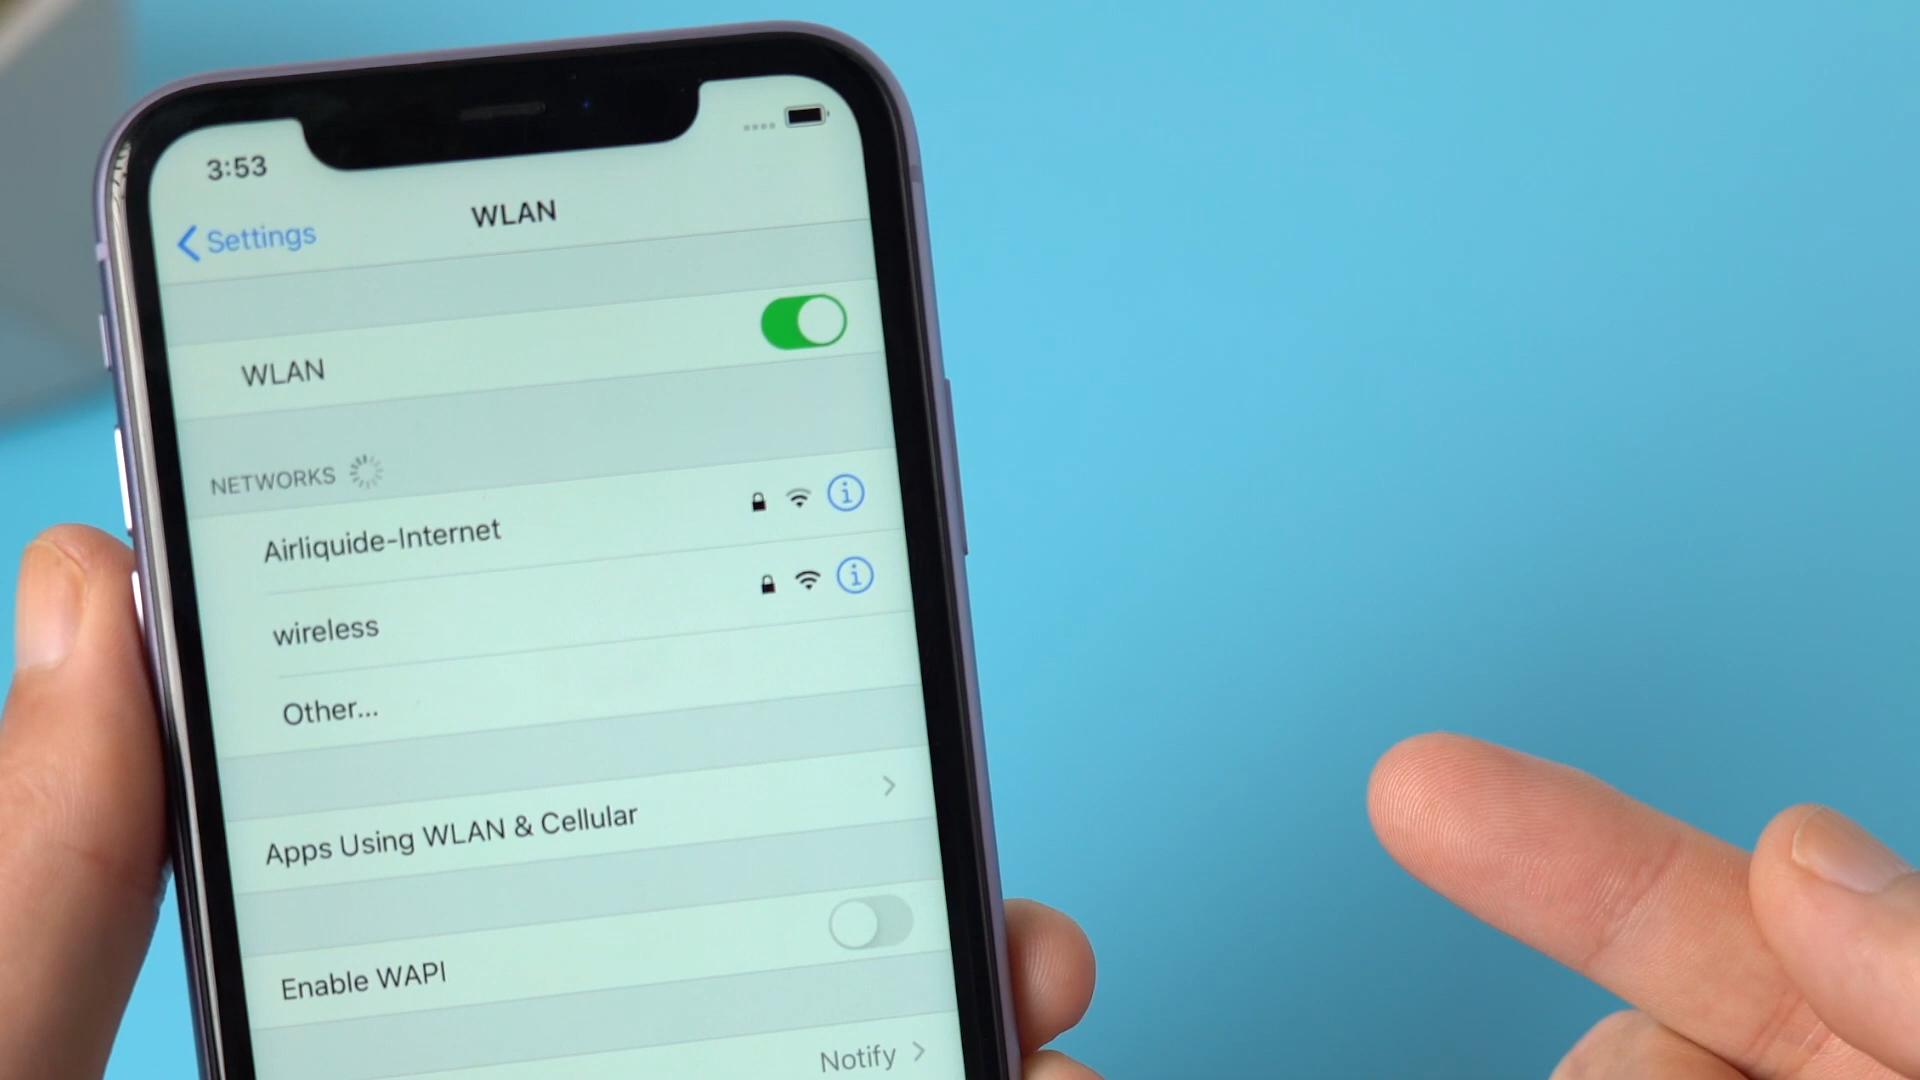 3:53
Settings
WLAN
WLAN
NETWORKS
Airliquide-Internet
wireless
Other...
Apps Using WLAN & Cellular
Enable WAPI
Notify